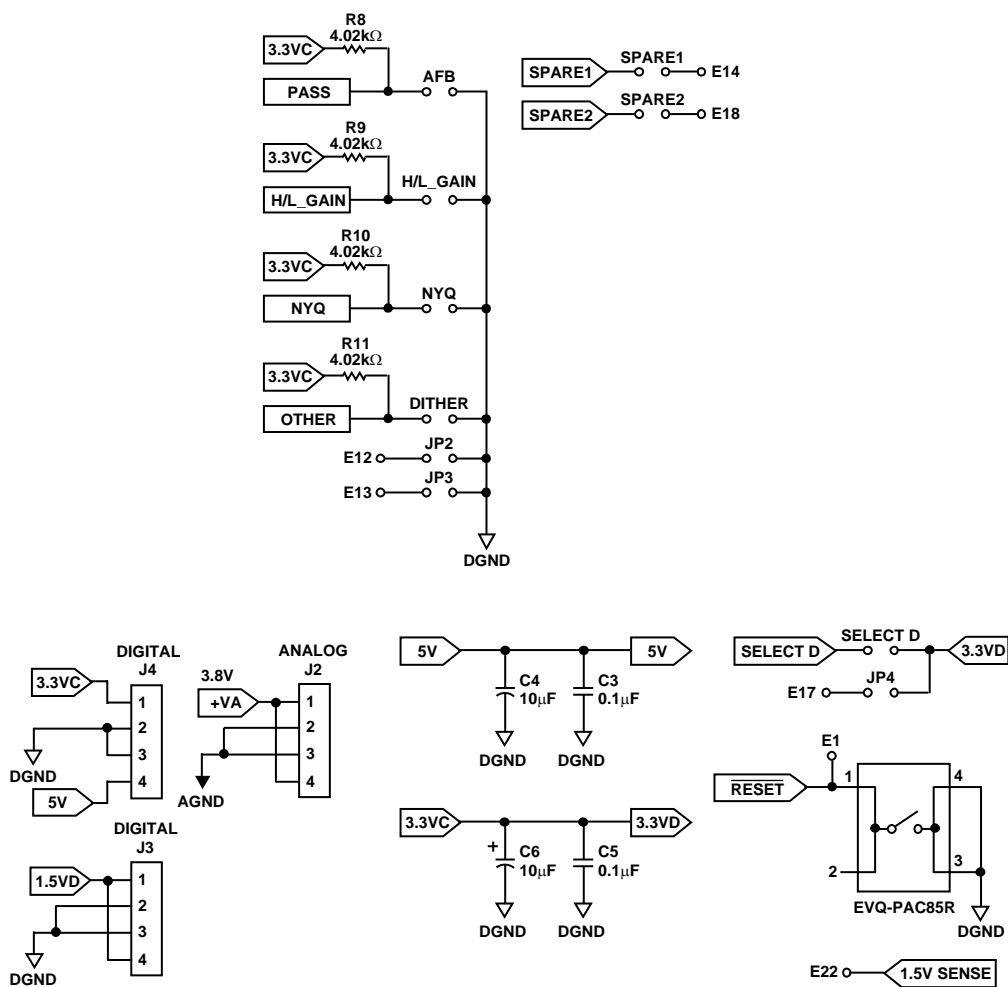 R8
4.02kΩ
3.3VC
PASS
AFB
SPARE1
SPARE1
E14
SPARE2
SPARE2
E18
R9
4.02kΩ
3.3VC
H/L_GAIN
H/L_GAIN
R10
4.02kΩ
3.3VC
NYQ
NYQ
R11
4.02kΩ
3.3VC
OTHER
DITHER
E12
JP2
E13
JP3
DGND
DIGITAL
J4
3.3VC
1
2
3
4
DGND
5V
ANALOG
J2
3.8V
+VA
1
2
3
4
AGND
DIGITAL
J3
1.5VD
1
2
3
4
DGND
5V
5V
C4
10µF
C3
0.1µF
DGND
DGND
3.3VC
3.3VD
+
C6
10µF
C5
0.1µF
DGND
DGND
SELECT D
SELECT D
3.3VD
E17
JP4
E1
RESET
1
4
2
3
EVQ-PAC85R
DGND
E22
1.5V SENSE